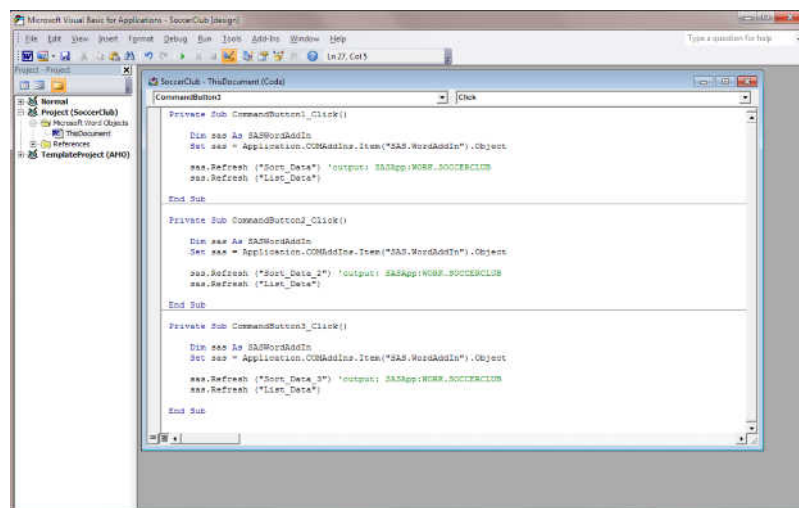 Microsoft Visual Basic for Applications - SoccerClub [design]
File Edit View Insert Format Debug Run Tools Add-Ins Window Help
Type a question for help
Ln 27, Col 5
Project - Project
Normal
Project (SoccerClub)
Microsoft Word Objects
ThisDocument
References
TemplateProject (AMO)
SoccerClub - ThisDocument (Code)
CommandButton3
Click
Private Sub CommandButton1_Click()
Dim sas As SASWordAddIn
Set sas = Application.COMAddIns.Item("SAS.WordAddIn").Object
sas.Refresh ("Sort_Data") 'output: SASApp:WORK.SOCCERCLUB
sas.Refresh ("List_Data")
End Sub
Private Sub CommandButton2_Click()
Dim sas As SASWordAddIn
Set sas = Application.COMAddIns.Item("SAS.WordAddIn").Object
sas.Refresh ("Sort_Data_2") 'output: SASApp:WORK.SOCCERCLUB
sas.Refresh ("List_Data")
End Sub
Private Sub CommandButton3_Click()
Dim sas As SASWordAddIn
Set sas = Application.COMAddIns.Item("SAS.WordAddIn").Object
sas.Refresh ("Sort_Data_3") 'output: SASApp:WORK.SOCCERCLUB
sas.Refresh ("List_Data")
End Sub